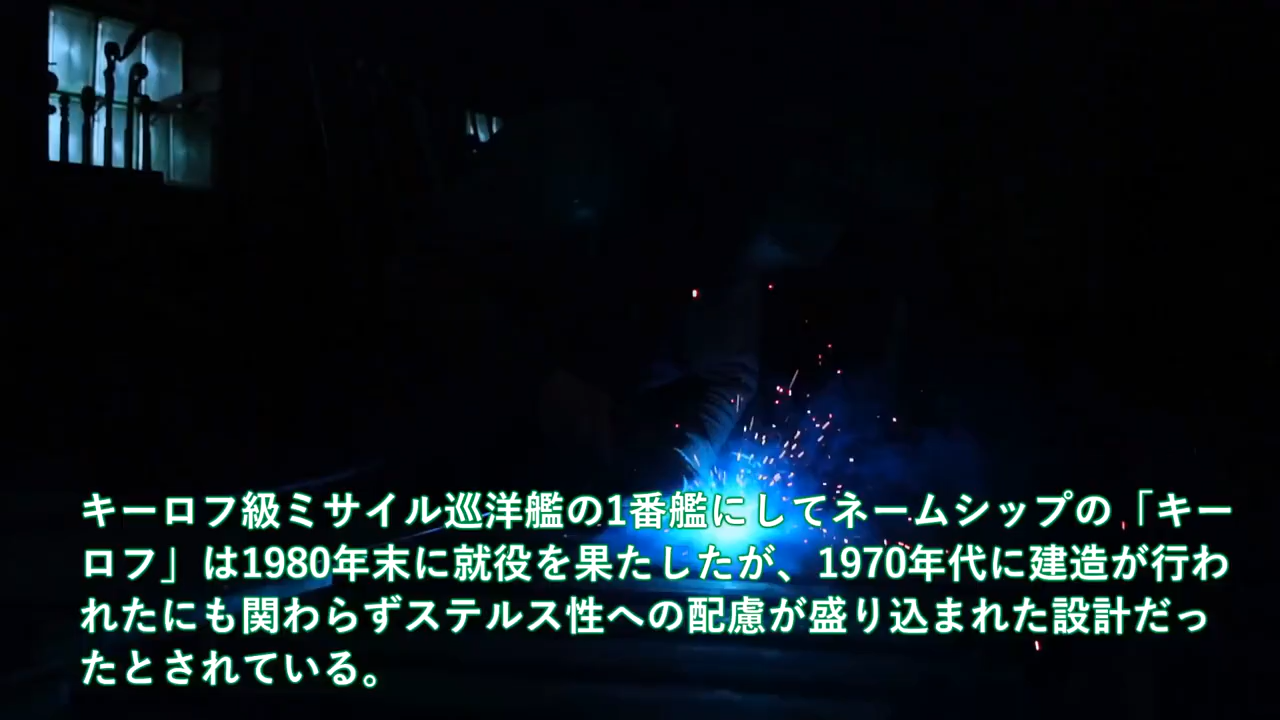 キーロフ級ミサイル巡洋艦の1番艦にしてネームシップの「キー
ロフ」は1980年末に就役を果たしたが、1970年代に建造が行わ
れたにも関わらずステルス性への配慮が盛り込まれた設計だっ
たとされている。